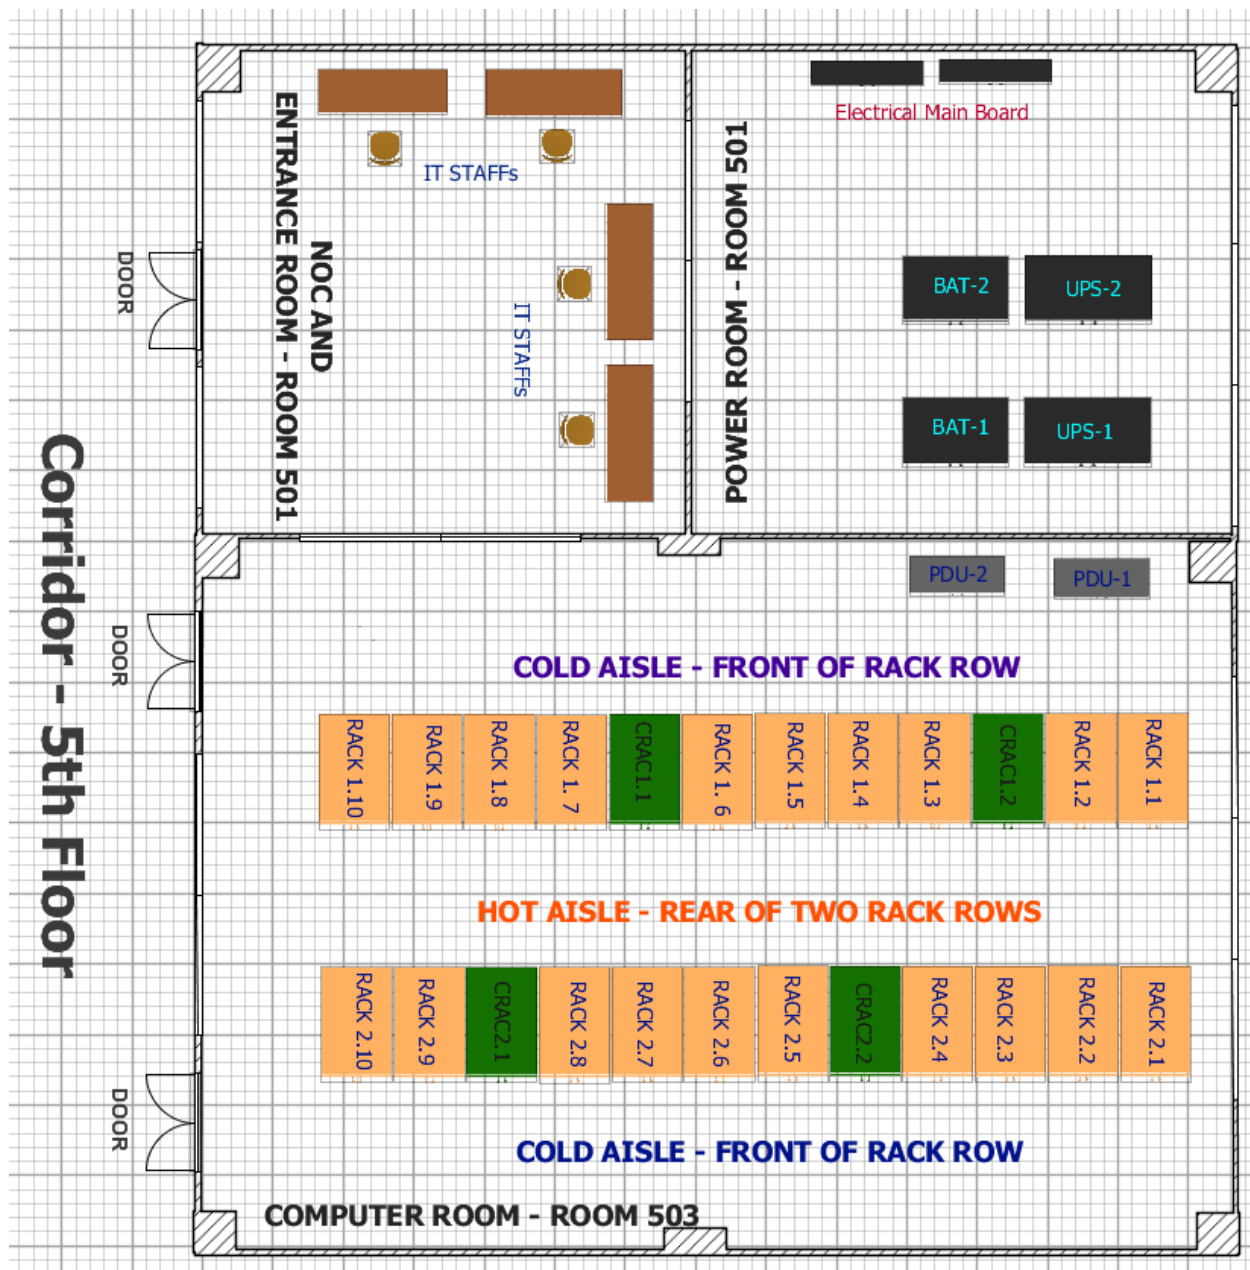 Electrical Main Board
IT STAFFs
NOC AND
ENTRANCE ROOM - ROOM 501
POWER ROOM - ROOM 501
DOOR
BAT-2
UPS-2
IT STAFFs
BAT-1
UPS-1
Corridor - 5th Floor
PDU-2
PDU-1
DOOR
COLD AISLE - FRONT OF RACK ROW
RACK 1.10
RACK 1.9
RACK 1.8
RACK 1. 7
CRAC1.1
RACK 1. 6
RACK 1.5
RACK 1.4
RACK 1.3
CRAC1.2
RACK 1.2
RACK 1.1
HOT AISLE - REAR OF TWO RACK ROWS
RACK 2.10
RACK 2.9
CRAC2.1
RACK 2.8
RACK 2.7
RACK 2.6
RACK 2.5
CRAC2.2
RACK 2.4
RACK 2.3
RACK 2.2
RACK 2.1
DOOR
COLD AISLE - FRONT OF RACK ROW
COMPUTER ROOM - ROOM 503